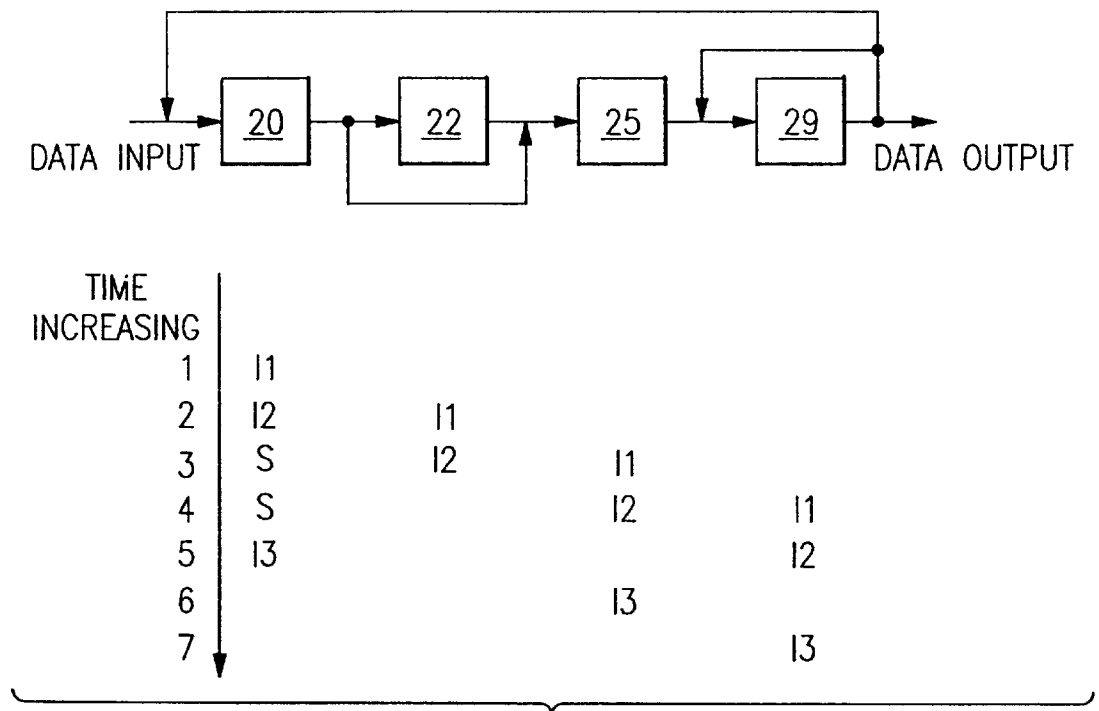 20 22 25 29
DATA INPUT DATA OUTPUT
TIME
INCREASING
1 I1
2 I2 I1
3 S I2 I1
4 S I2 I1
5 I3 I2
6 I3
7 I3